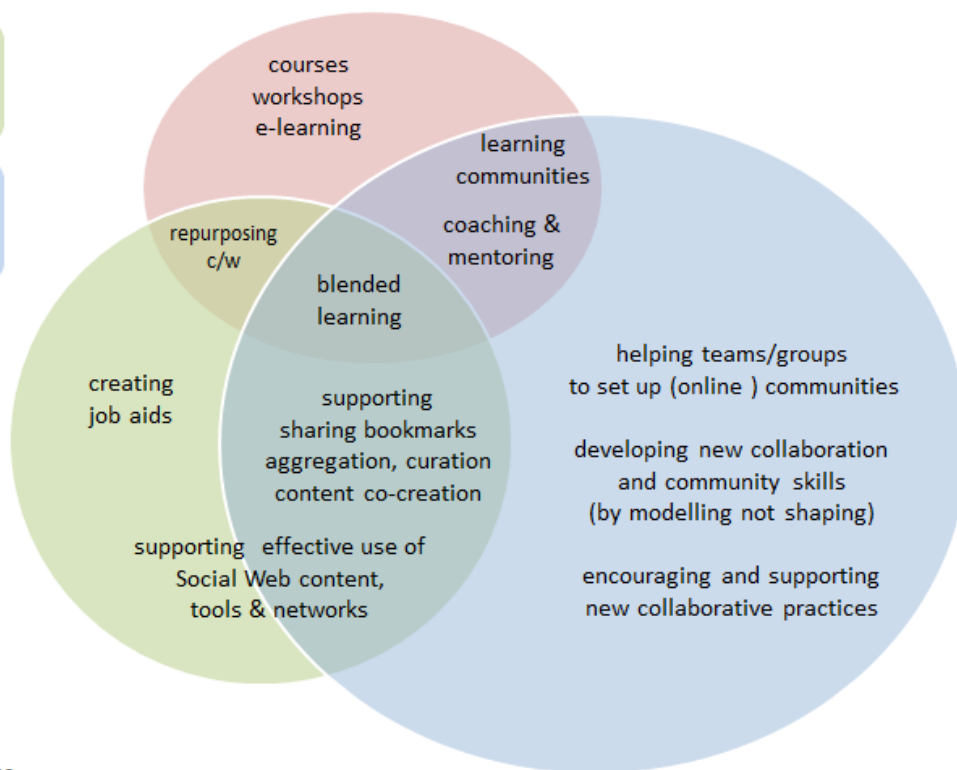 courses
workshops
e-learning
learning
communities
coaching &
mentoring
repurposing
c/w
blended
learning
creating
job aids
supporting
sharing bookmarks
aggregation, curation
content co-creation
supporting effective use of
Social Web content,
tools & networks
helping teams/groups
to set up (online ) communities
developing new collaboration
and community skills
(by modelling not shaping)
encouraging and supporting
new collaborative practices